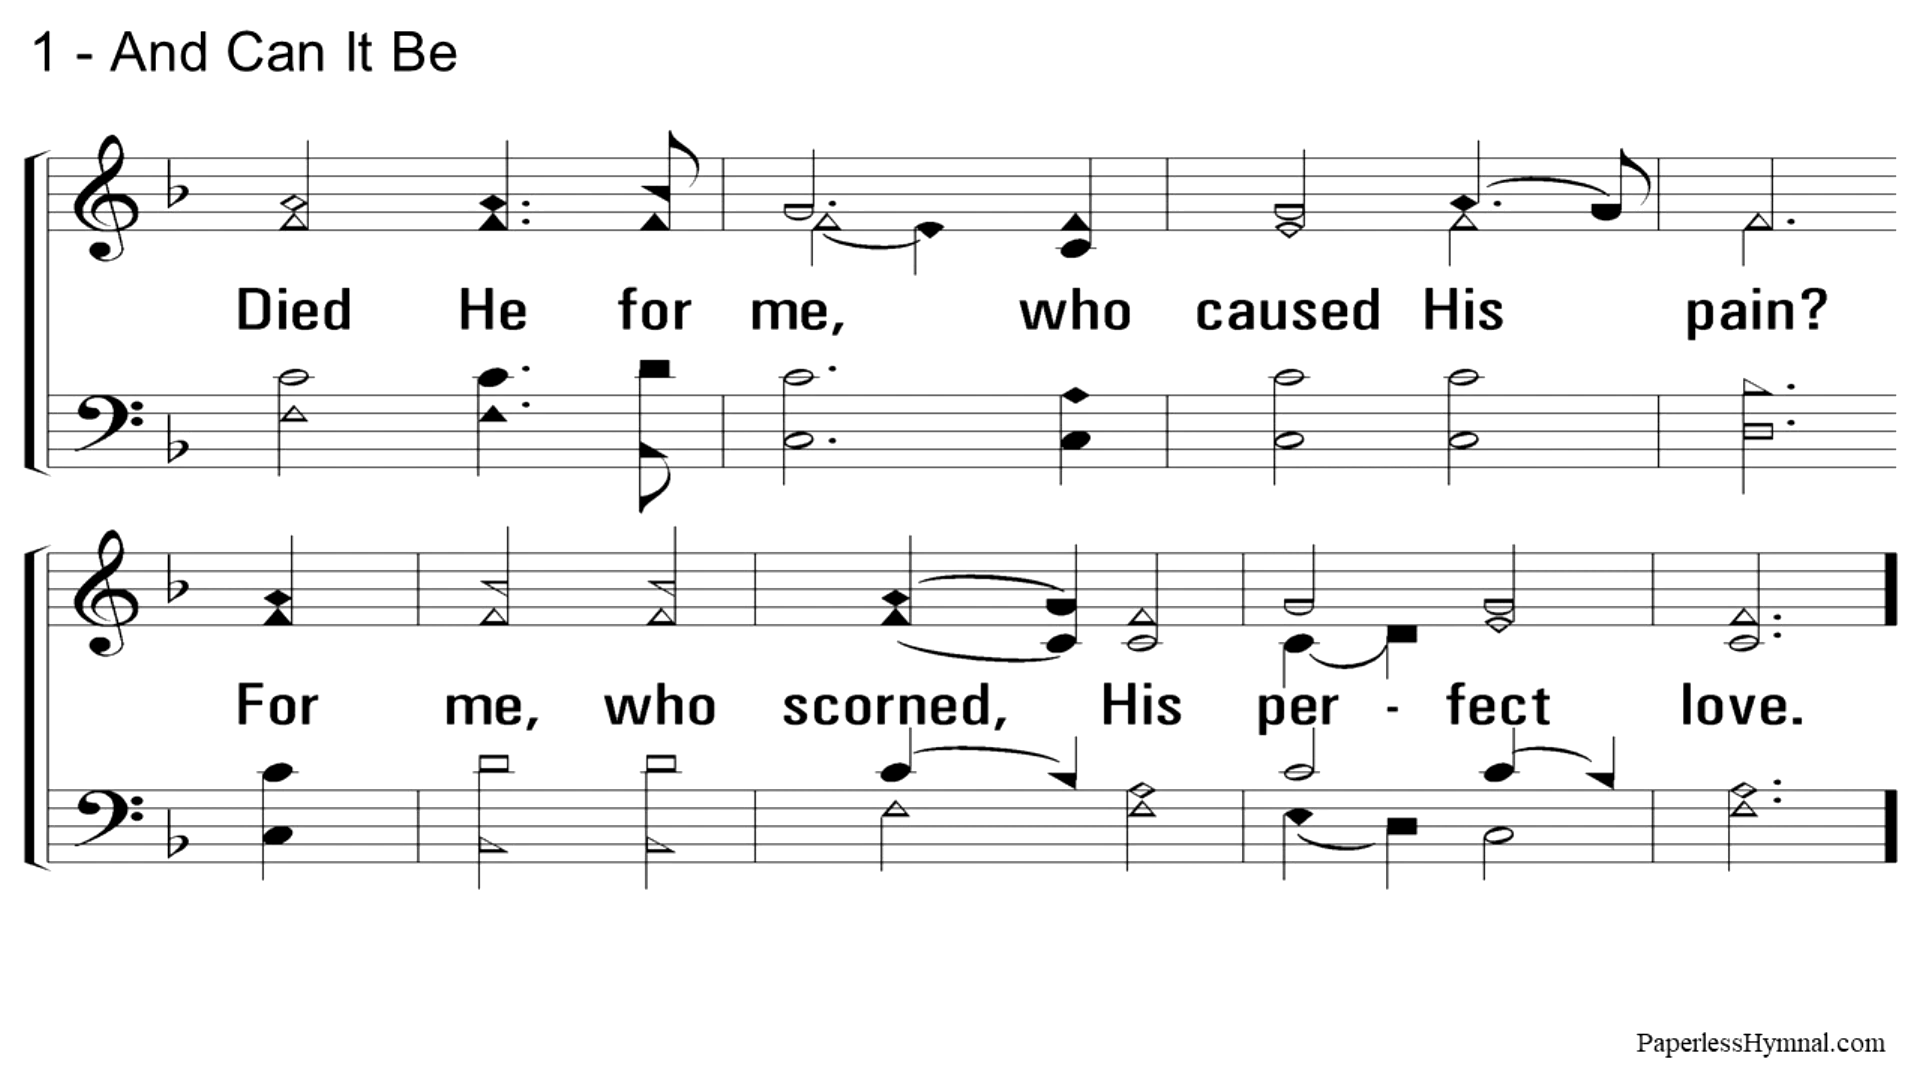 1 - And Can It Be
Died He for me, who caused His pain?
For me, who scorned, His per - fect love.
PaperlessHymnal.com